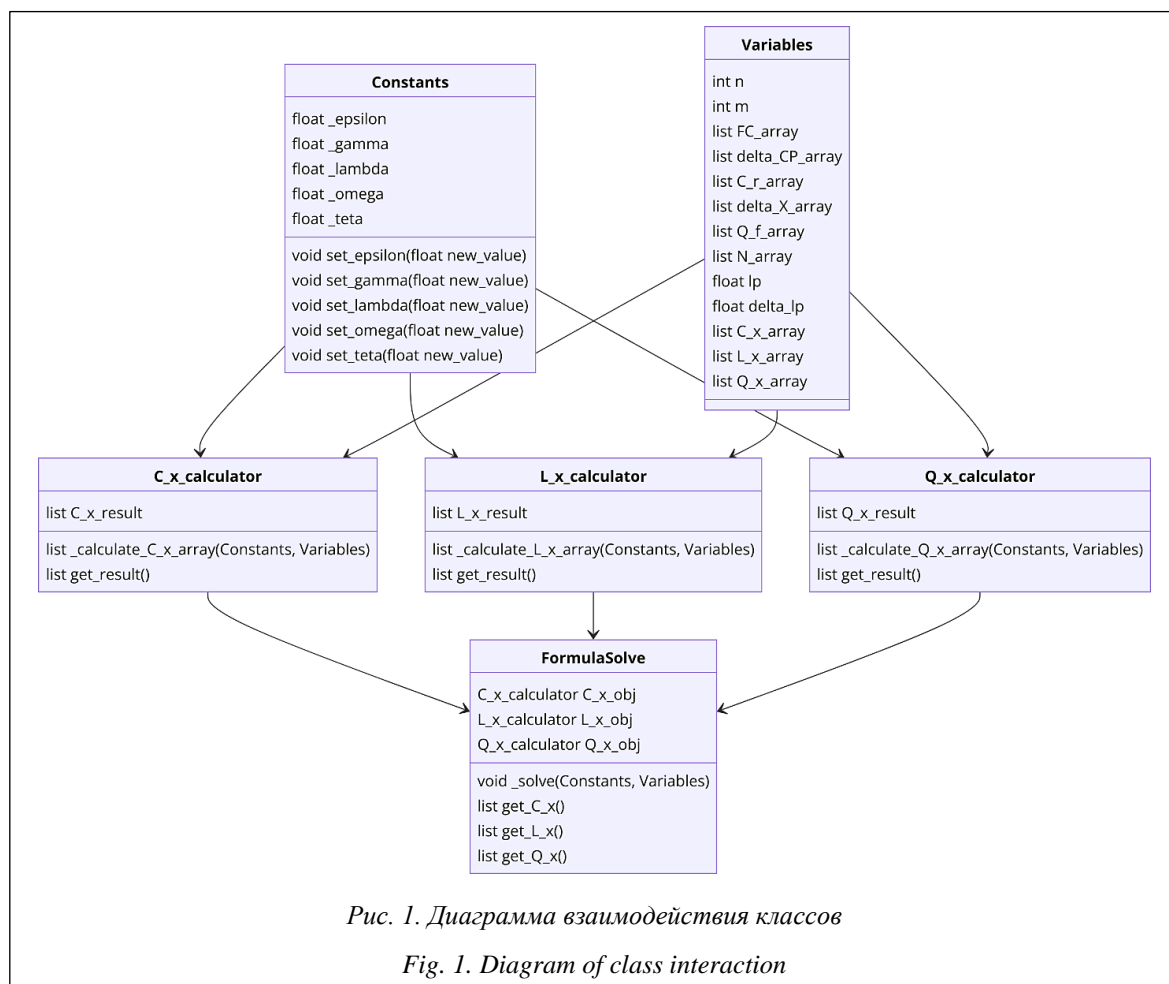 Constants
float _epsilon
float _gamma
float _lambda
float _omega
float _teta
void set_epsilon(float new_value)
void set_gamma(float new_value)
void set_lambda(float new_value)
void set_omega(float new_value)
void set_teta(float new_value)
Variables
int n
int m
list FC_array
list delta_CP_array
list C_r_array
list delta_X_array
list Q_f_array
list N_array
float lp
float delta_lp
list C_x_array
list L_x_array
list Q_x_array
C_x_calculator
list C_x_result
list _calculate_C_x_array(Constants, Variables)
list get_result()
L_x_calculator
list L_x_result
list _calculate_L_x_array(Constants, Variables)
list get_result()
Q_x_calculator
list Q_x_result
list _calculate_Q_x_array(Constants, Variables)
list get_result()
FormulaSolve
C_x_calculator C_x_obj
L_x_calculator L_x_obj
Q_x_calculator Q_x_obj
void _solve(Constants, Variables)
list get_C_x()
list get_L_x()
list get_Q_x()
Рис. 1. Диаграмма взаимодействия классов
Fig. 1. Diagram of class interaction